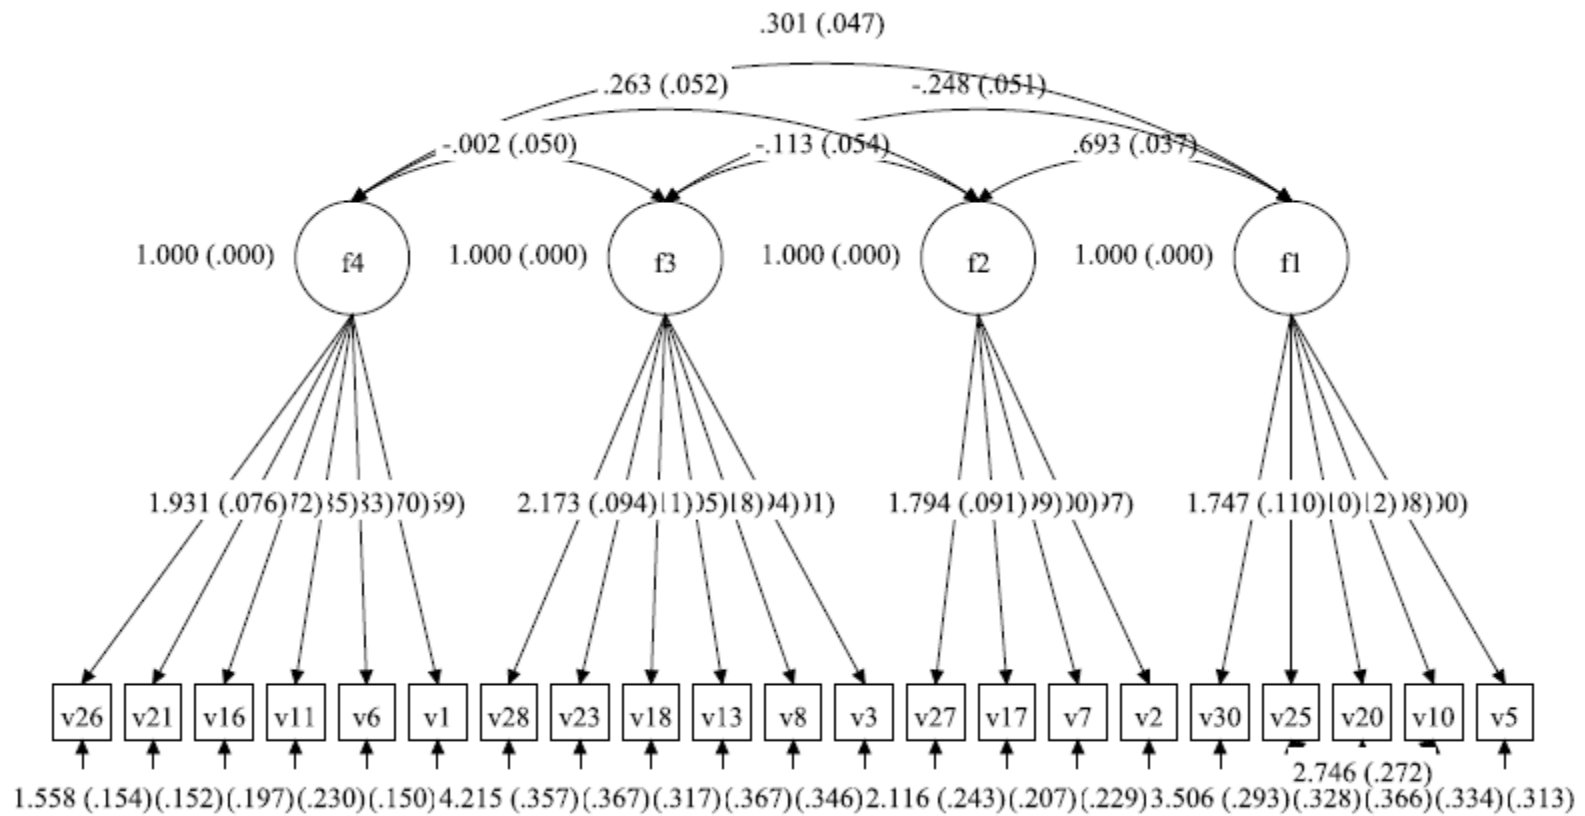 .301 (.047)
.263 (.052) -.248 (.051)
-.002 (.050) -.113 (.054) .693 (.037)
1.000 (.000) f4 1.000 (.000) f3 1.000 (.000) f2 1.000 (.000) f1
1.931 (.076) 2.173 (.094) 1.794 (.091) 1.747 (.110)
v26 v21 v16 v11 v6 v1 v28 v23 v18 v13 v8 v3 v27 v17 v7 v2 v30 v25 v20 v10 v5
2.746 (.272)
1.558 (.154) (.152) (.197) (.230) (.150) 4.215 (.357) (.367) (.317) (.367) (.346) 2.116 (.243) (.207) (.229) 3.506 (.293) (.328) (.366) (.334) (.313)